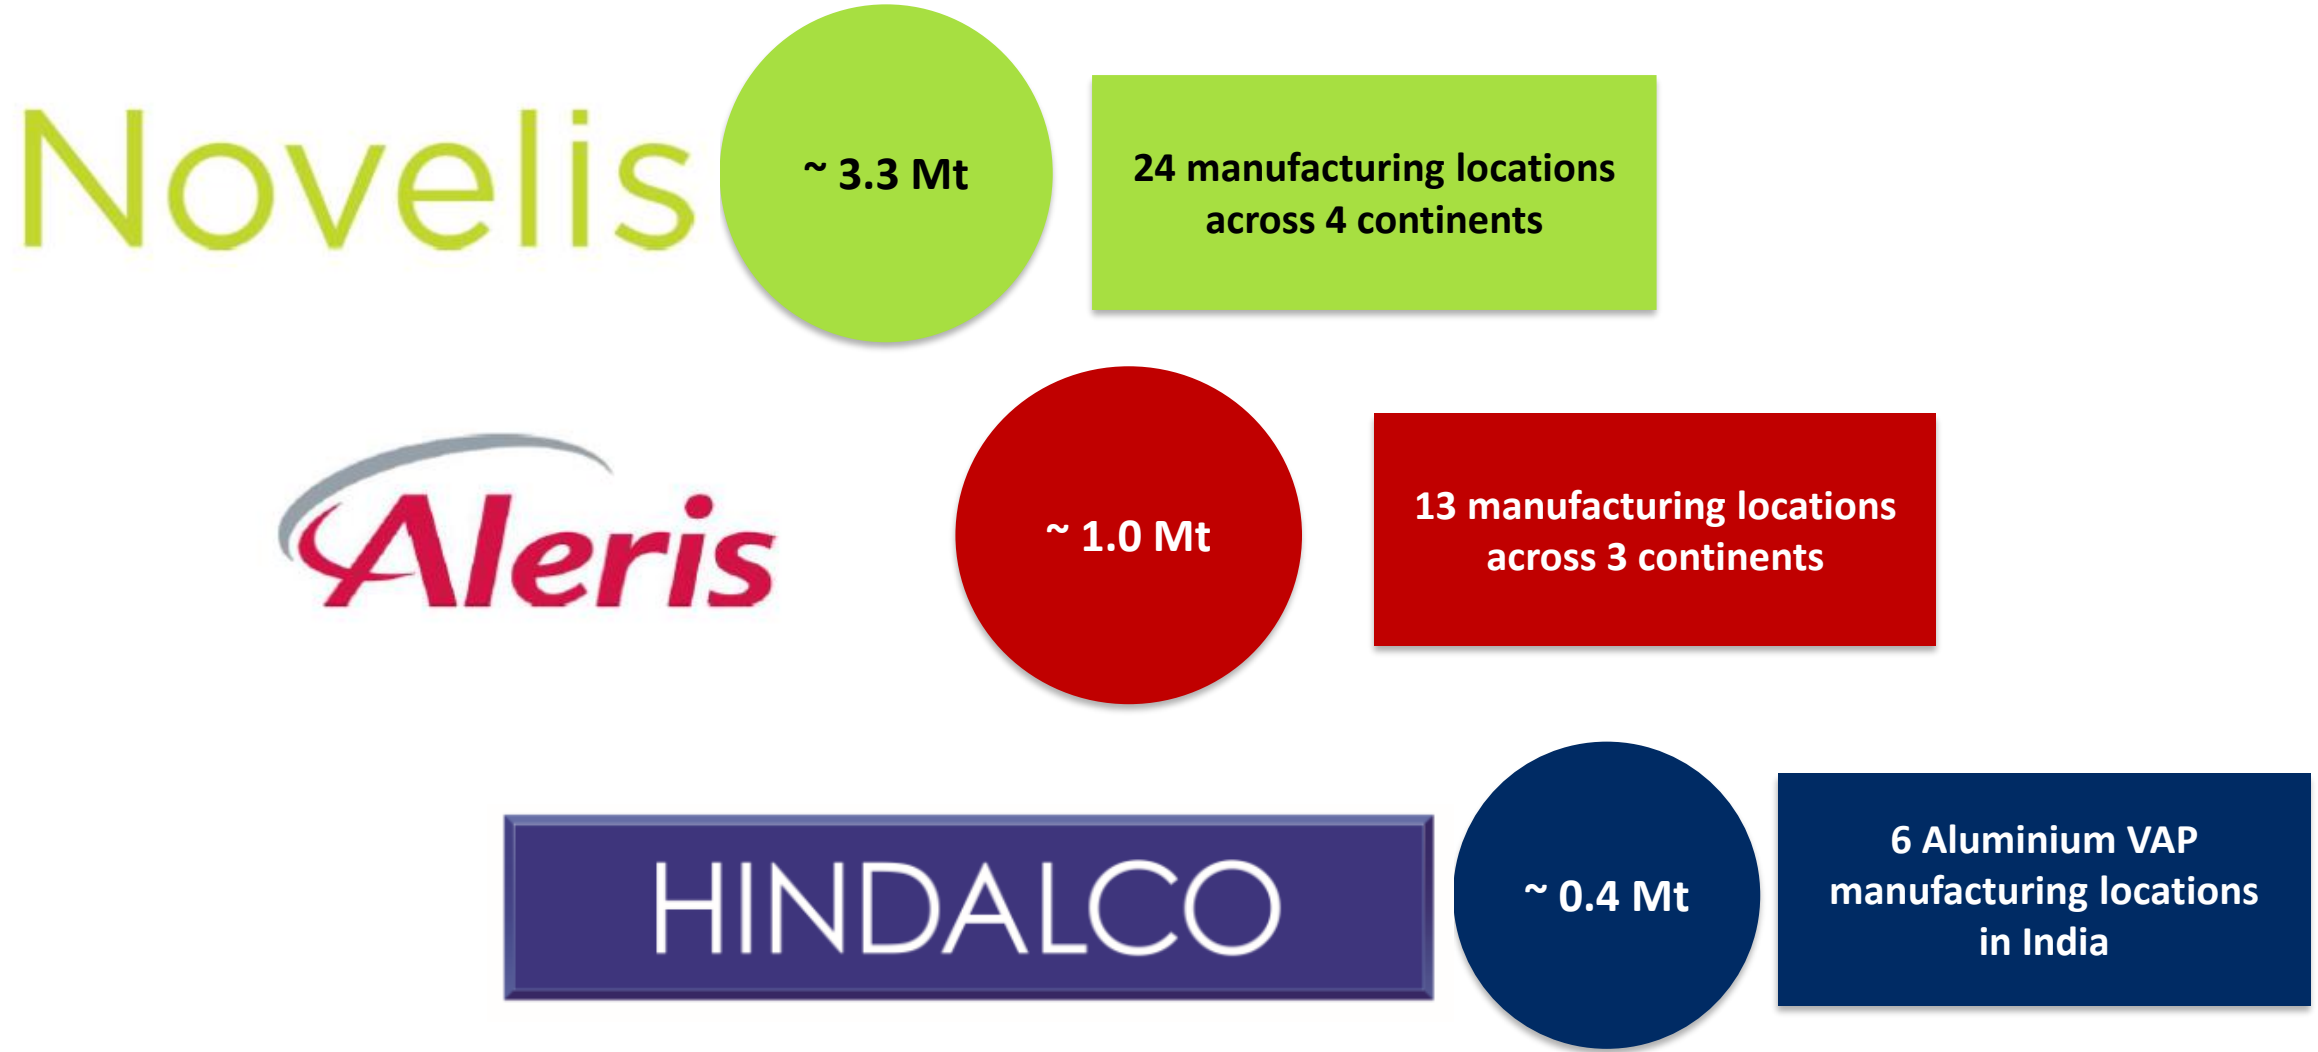 Novelis
~ 3.3 Mt
24 manufacturing locations
across 4 continents
Aleris
~ 1.0 Mt
13 manufacturing locations
across 3 continents
HINDALCO
~ 0.4 Mt
6 Aluminium VAP
manufacturing locations
in India